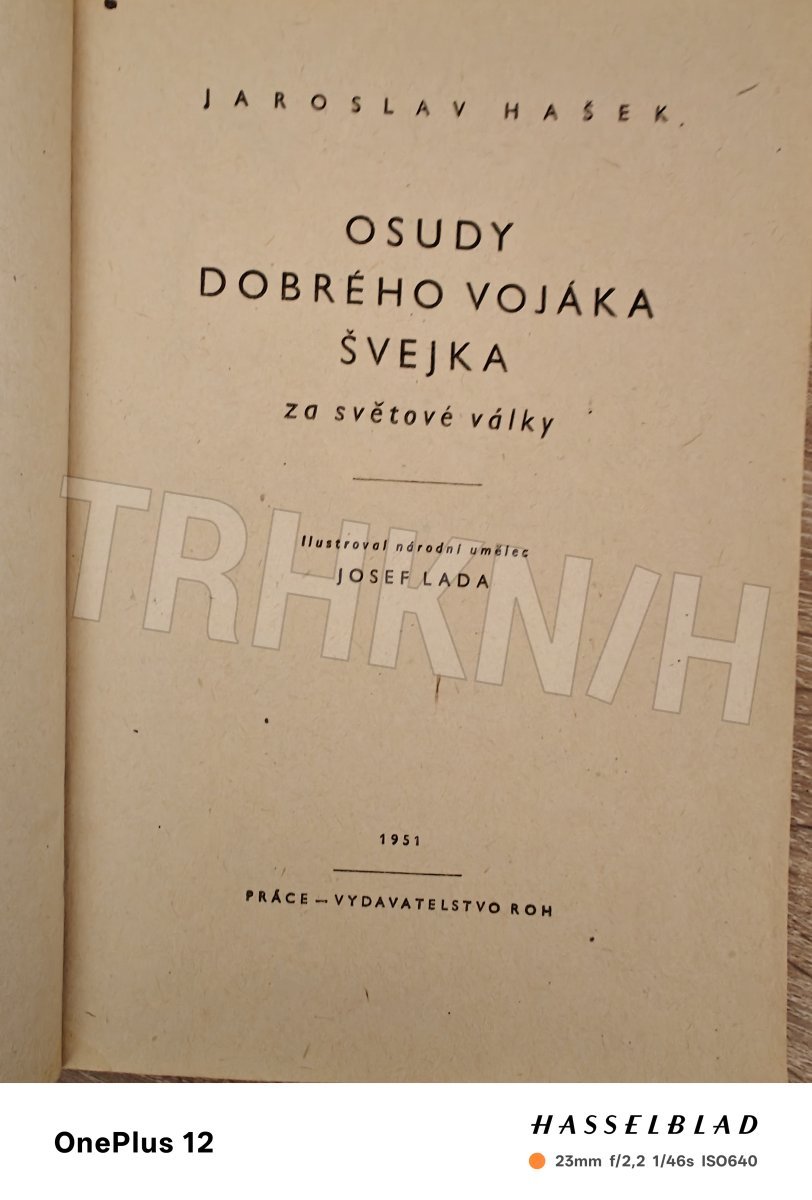 JAROSLAV HAŠEK
OSUDY
DOBRÉHO VOJÁKA
ŠVEJKA
za světové války
Ilustroval národní umělec
JOSEF LADA
TRHKN/H
1951
PRÁCE — VYDAVATELSTVO ROH
OnePlus 12
HASSELBLAD
23mm f/2,2 1/46s ISO640